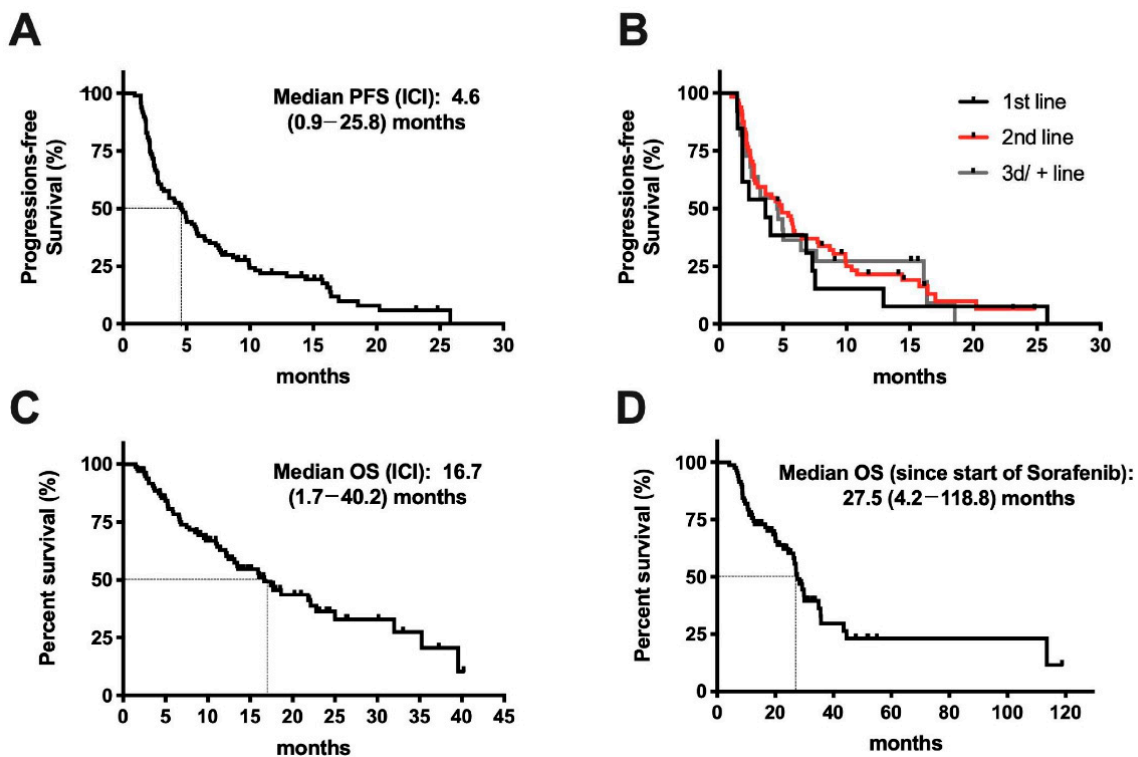 A
Progressions-free
Survival (%)
100
75
50
25
0
Median PFS (ICI): 4.6
(0.9–25.8) months
0 5 10 15 20 25 30
months
B
Progressions-free
Survival (%)
100
75
50
25
0
1st line
2nd line
3d/ + line
0 5 10 15 20 25 30
months
C
Percent survival (%)
100
75
50
25
0
Median OS (ICI): 16.7
(1.7–40.2) months
0 5 10 15 20 25 30 35 40 45
months
D
Percent survival (%)
100
75
50
25
0
Median OS (since start of Sorafenib):
27.5 (4.2–118.8) months
0 20 40 60 80 100 120
months